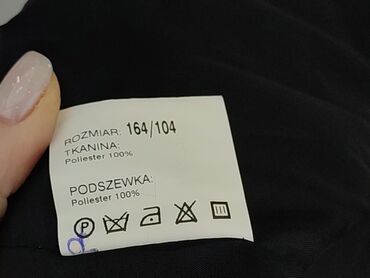 ROZMIAR: 164/104
TKANINA:
Poliester 100%
PODSZEWKA:
Poliester 100%
P